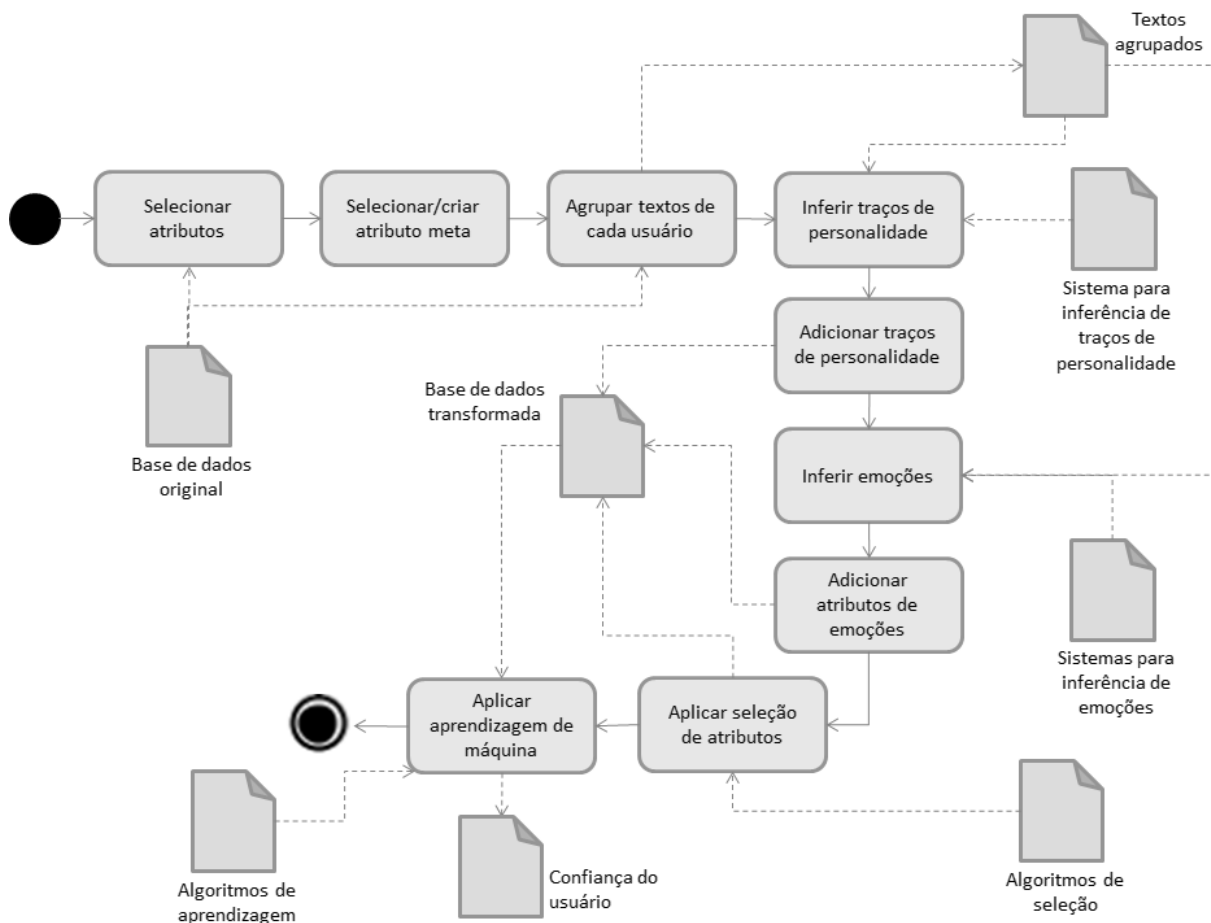 Textos
agrupados
Selecionar
atributos
Selecionar/criar
atributo meta
Agrupar textos de
cada usuário
Inferir traços de
personalidade
Sistema para
inferência de
traços de
personalidade
Adicionar traços
de personalidade
Base de dados
transformada
Base de dados
original
Inferir emoções
Adicionar
atributos de
emoções
Sistemas para
inferência de
emoções
Aplicar
aprendizagem de
máquina
Aplicar seleção
de atributos
Algoritmos de
aprendizagem
Confiança do
usuário
Algoritmos de
seleção